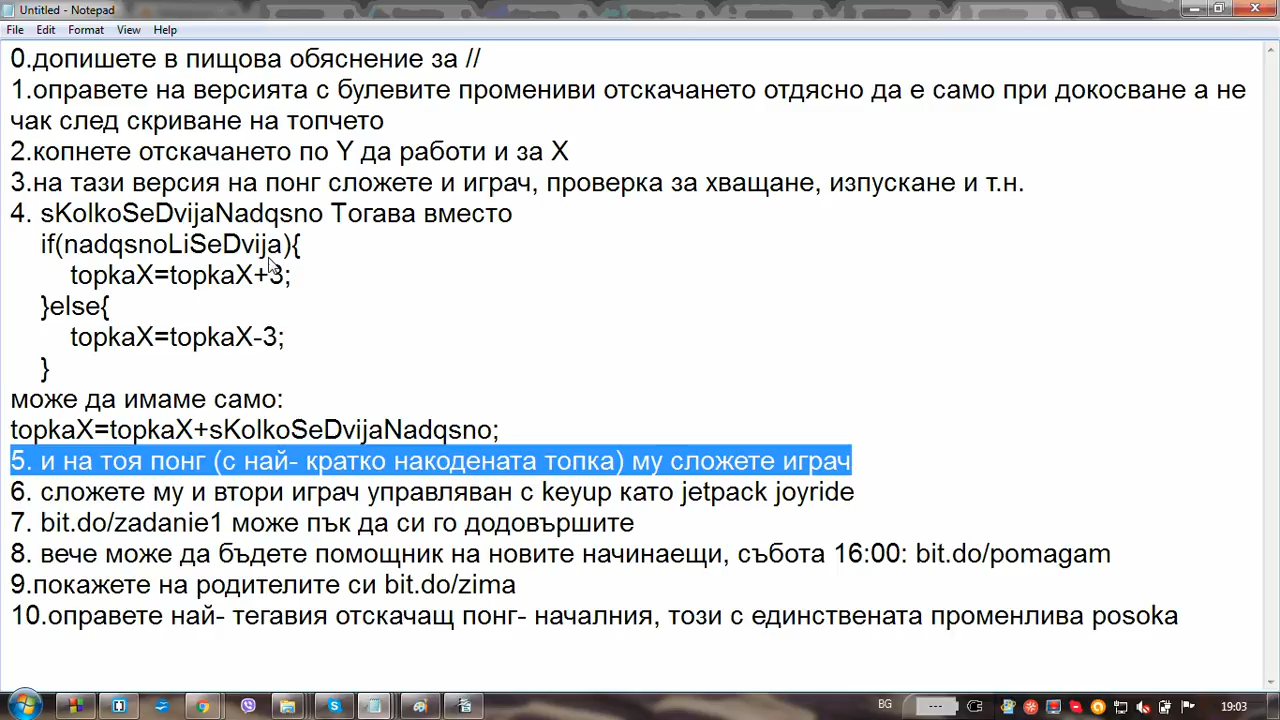 Untitled - Notepad
File Edit Format View Help
0.допишете в пищова обяснение за //
1.оправете на версията с булевите промениви отскачането отдясно да е само при докосване а не
чак след скриване на топчето
2.копнете отскачането по Y да работи и за X
3.на тази версия на понг сложете и играч, проверка за хващане, изпускане и т.н.
4. sKolkoSeDvijaNadqsno Тогава вместо
if(nadqsnoLiSeDvija){
topkaX=topkaX+3;
}else{
topkaX=topkaX-3;
}
може да имаме само:
topkaX=topkaX+sKolkoSeDvijaNadqsno;
5. и на тоя понг (с най- кратко накодената топка) му сложете играч
6. сложете му и втори играч управляван с keyup като jetpack joyride
7. bit.do/zadanie1 може пък да си го додовършите
8. вече може да бъдете помощник на новите начинаещи, събота 16:00: bit.do/pomagam
9.покажете на родителите си bit.do/zima
10.оправете най- тегавия отскачащ понг- началния, този с единствената променлива posoka
BG
19:03